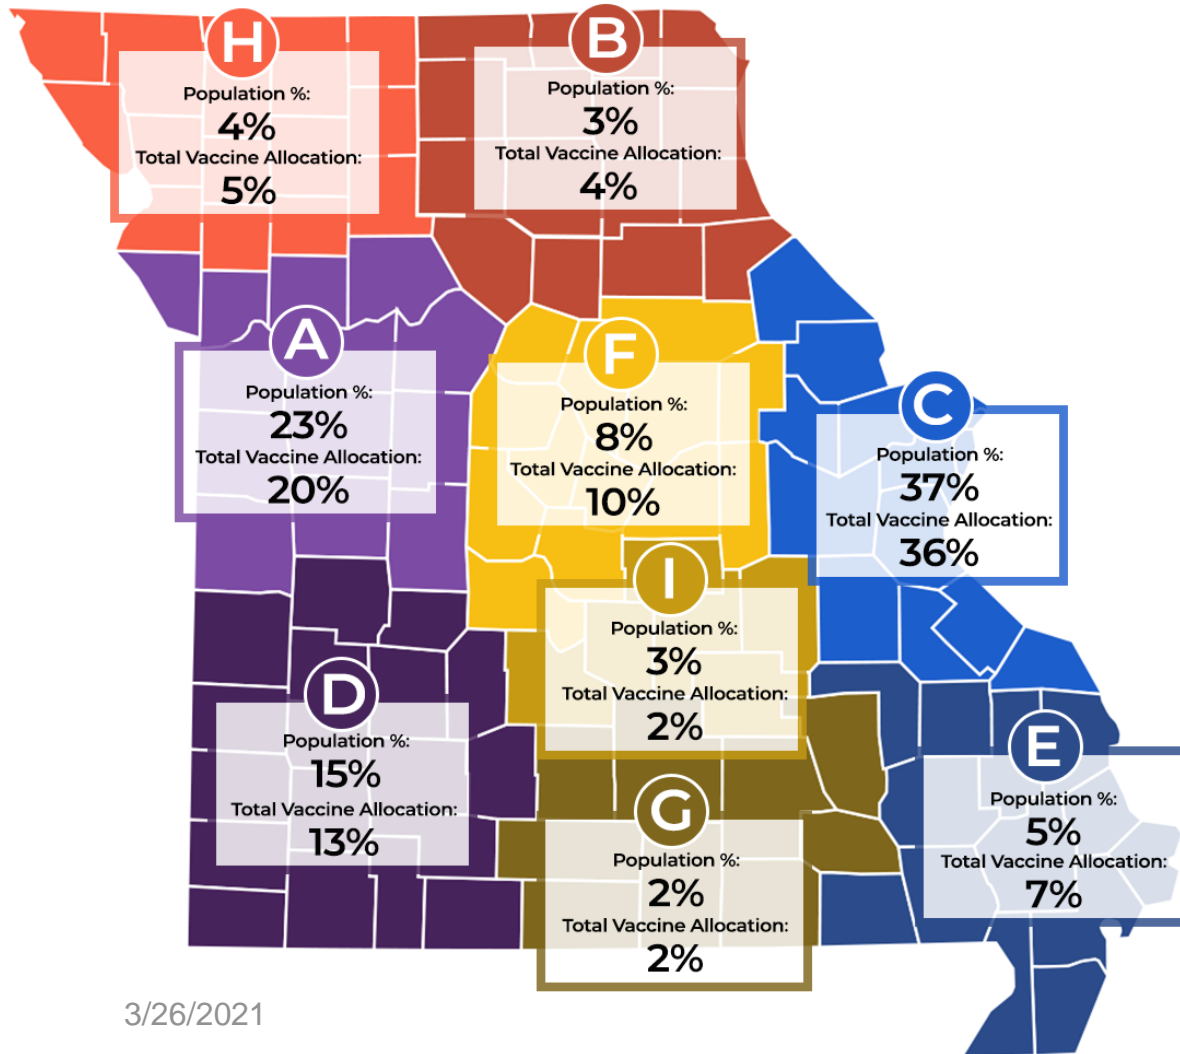 H
Population %:
4%
Total Vaccine Allocation:
5%
B
Population %:
3%
Total Vaccine Allocation:
4%
A
Population %:
23%
Total Vaccine Allocation:
20%
F
Population %:
8%
Total Vaccine Allocation:
10%
C
Population %:
37%
Total Vaccine Allocation:
36%
I
Population %:
3%
Total Vaccine Allocation:
2%
D
Population %:
15%
Total Vaccine Allocation:
13%
G
Population %:
2%
Total Vaccine Allocation:
2%
E
Population %:
5%
Total Vaccine Allocation:
7%
3/26/2021